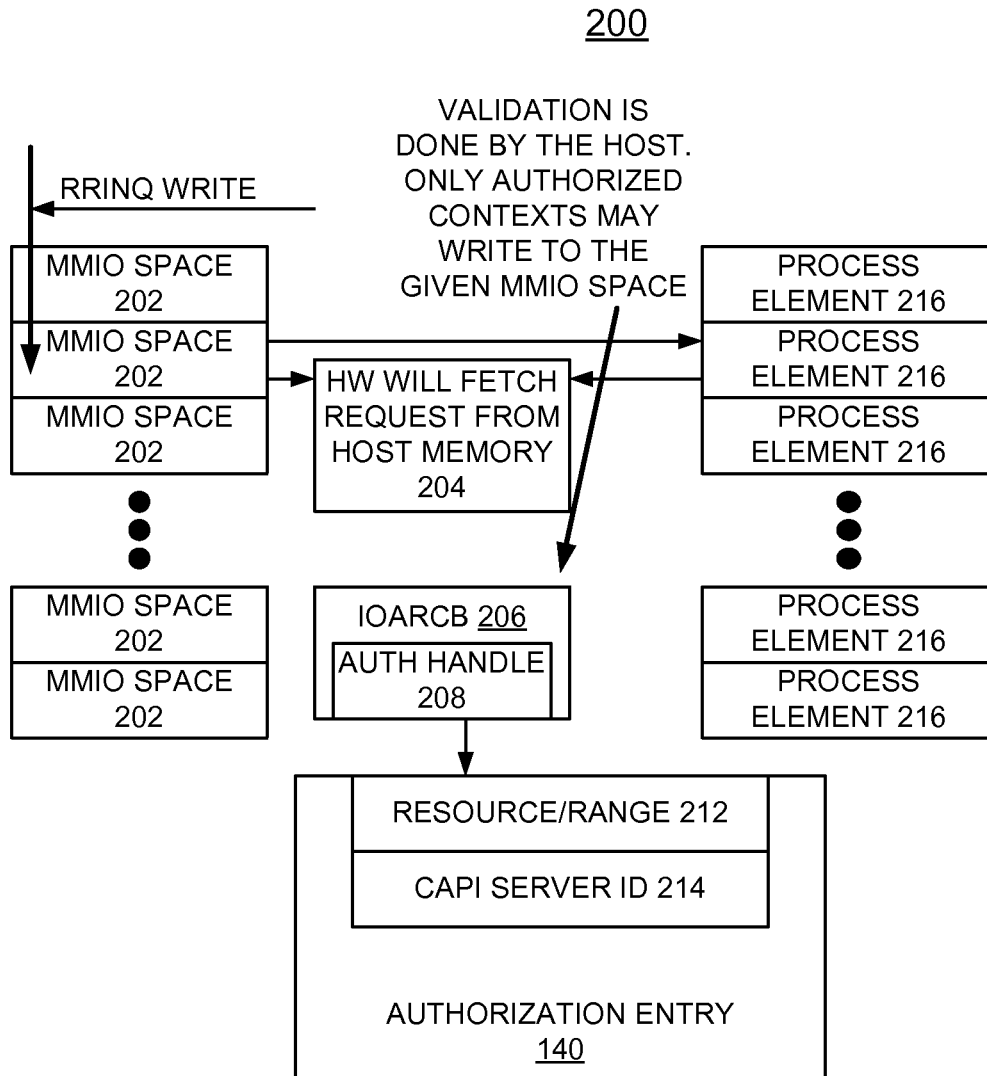 200
VALIDATION IS
DONE BY THE HOST.
ONLY AUTHORIZED
CONTEXTS MAY
WRITE TO THE
GIVEN MMIO SPACE
RRINQ WRITE
MMIO SPACE
202
MMIO SPACE
202
MMIO SPACE
202
HW WILL FETCH
REQUEST FROM
HOST MEMORY
204
PROCESS
ELEMENT 216
PROCESS
ELEMENT 216
PROCESS
ELEMENT 216
MMIO SPACE
202
MMIO SPACE
202
IOARCB 206
AUTH HANDLE
208
PROCESS
ELEMENT 216
PROCESS
ELEMENT 216
RESOURCE/RANGE 212
CAPI SERVER ID 214
AUTHORIZATION ENTRY
140